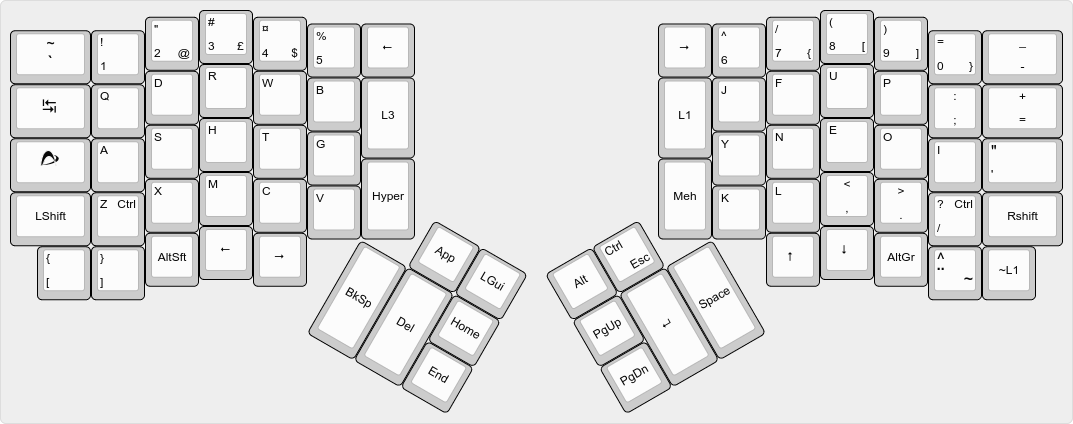 ~ ! " # ¤ % ← → ^ / ( ) = _
` 1 2 @ 3 £ 4 $ 5 6 7 { 8 [ 9 ] 0 } -
↹ Q D R W B L3 L1 J F U P : ; + =
A S H T G Y N E O I " '
LShift Z Ctrl X M C V Hyper Meh K L < , > . ? Ctrl / Rshift
{ [ } ] AltSft ← → ↑ ↓ AltGr ^ ¨ ~ ~L1
App LGui Alt Ctrl Esc
BkSp Del Home PgUp ↵ Space
End PgDn